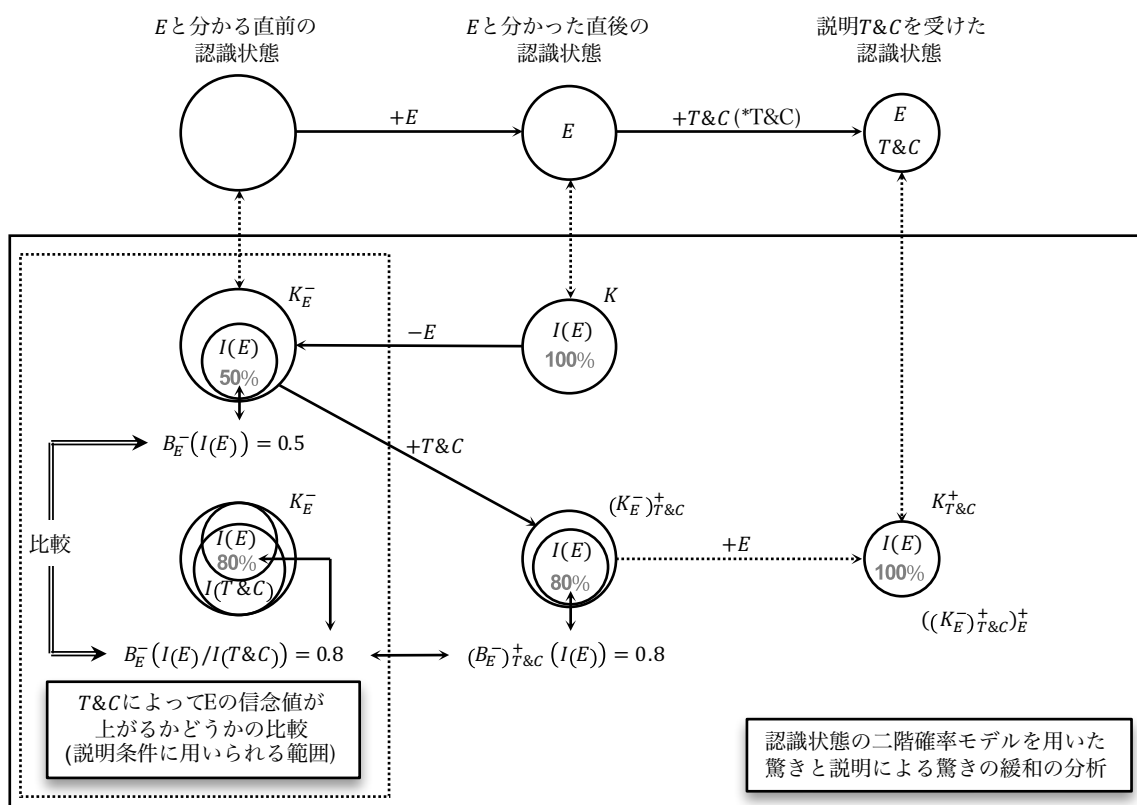 Eと分かる直前の
認識状態
Eと分かった直後の
認識状態
説明T&Cを受けた
認識状態
+E
E
+T&C(*T&C)
E
T&C
K_E^-
I(E)
50%
−E
K
I(E)
100%
B_E^-(I(E)) = 0.5
+T&C
比較
K_E^-
I(E)
80%
I(T&C)
(K_E^-)_{T&C}^+
I(E)
80%
+E
K_{T&C}^+
I(E)
100%
((K_E^-)_{T&C}^+)_E^+
B_E^-(I(E)/I(T&C)) = 0.8
(B_E^-)_{T&C}^+(I(E)) = 0.8
T&CによってEの信念値が
上がるかどうかの比較
(説明条件に用いられる範囲)
認識状態の二階確率モデルを用いた
驚きと説明による驚きの緩和の分析